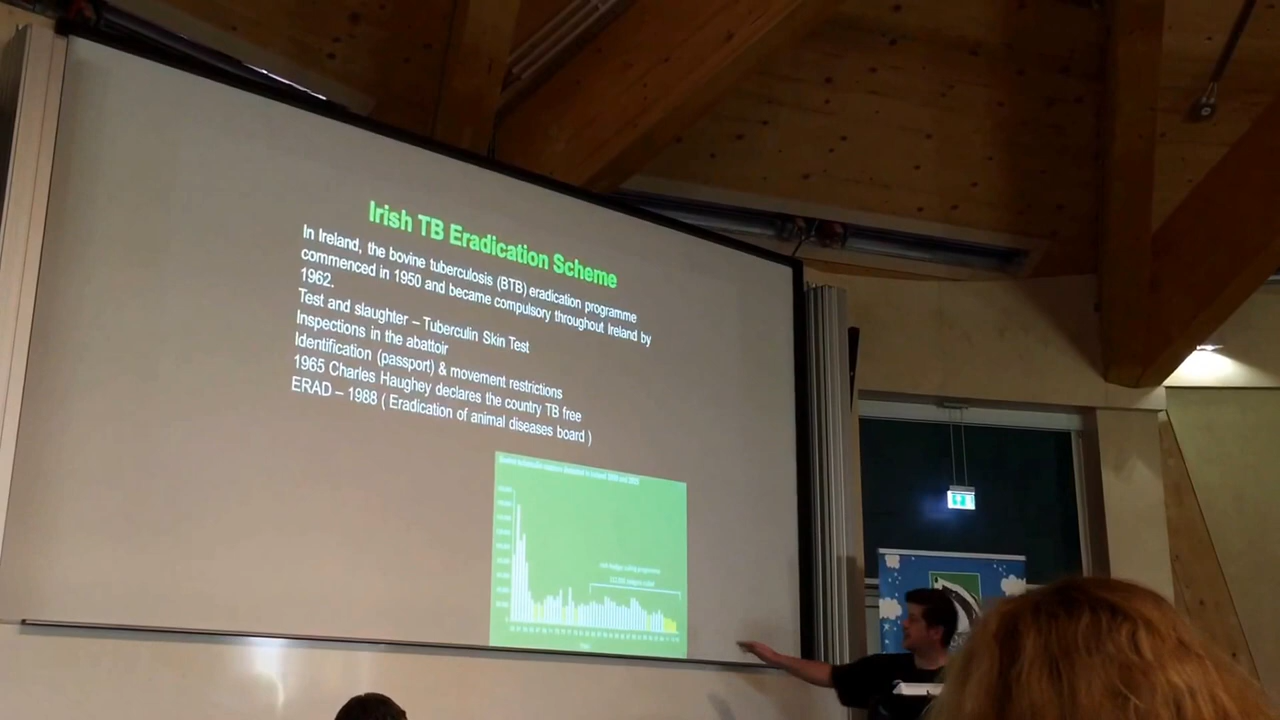 Irish TB Eradication Scheme
In Ireland, the bovine tuberculosis (BTB) eradication programme
commenced in 1950 and became compulsory throughout Ireland by
1962.
Test and slaughter – Tuberculin Skin Test
Inspections in the abattoir
Identification (passport) & movement restrictions
1965 Charles Haughey declares the country TB free
ERAD – 1988 ( Eradication of animal diseases board )